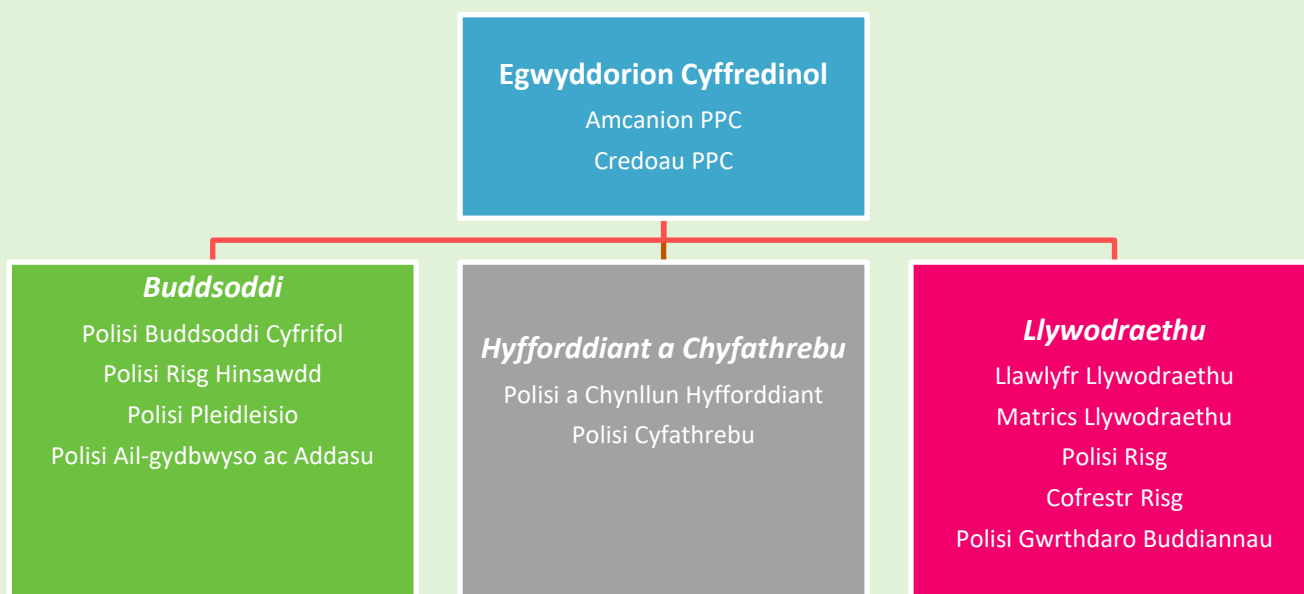 Egwyddorion Cyffredinol
Amcanion PPC
Credoau PPC
Buddsoddi
Polisi Buddsoddi Cyfrifol
Polisi Risg Hinsawdd
Polisi Pleidleisio
Polisi Ail-gydbwyso ac Addasu
Hyfforddiant a Chyfathrebu
Polisi a Chynllun Hyfforddiant
Polisi Cyfathrebu
Llywodraethu
Llawlyfr Llywodraethu
Matrics Llywodraethu
Polisi Risg
Cofrestr Risg
Polisi Gwrthdaro Buddiannau